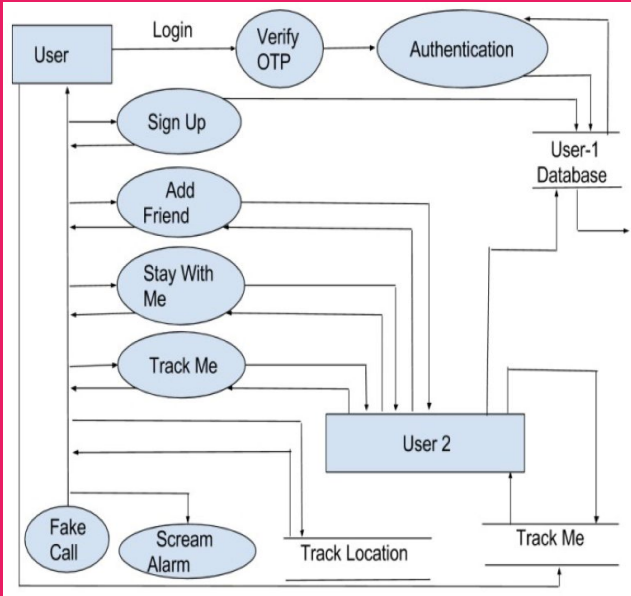 Login
User
Verify
OTP
Authentication
Sign Up
User-1
Database
Add
Friend
Stay With
Me
Track Me
User 2
Fake
Call
Scream
Alarm
Track Location
Track Me